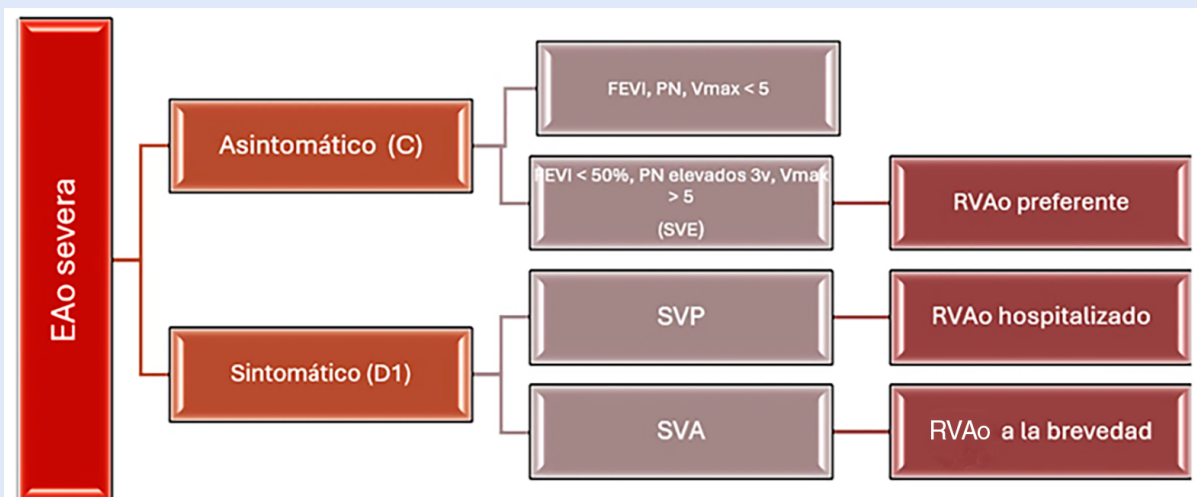 EAo severa
Asintomático (C)
FEVI, PN, Vmax < 5
FEVI < 50%, PN elevados 3v, Vmax
> 5
(SVE)
RVAo preferente
Sintomático (D1)
SVP
RVAo hospitalizado
SVA
RVAo a la brevedad